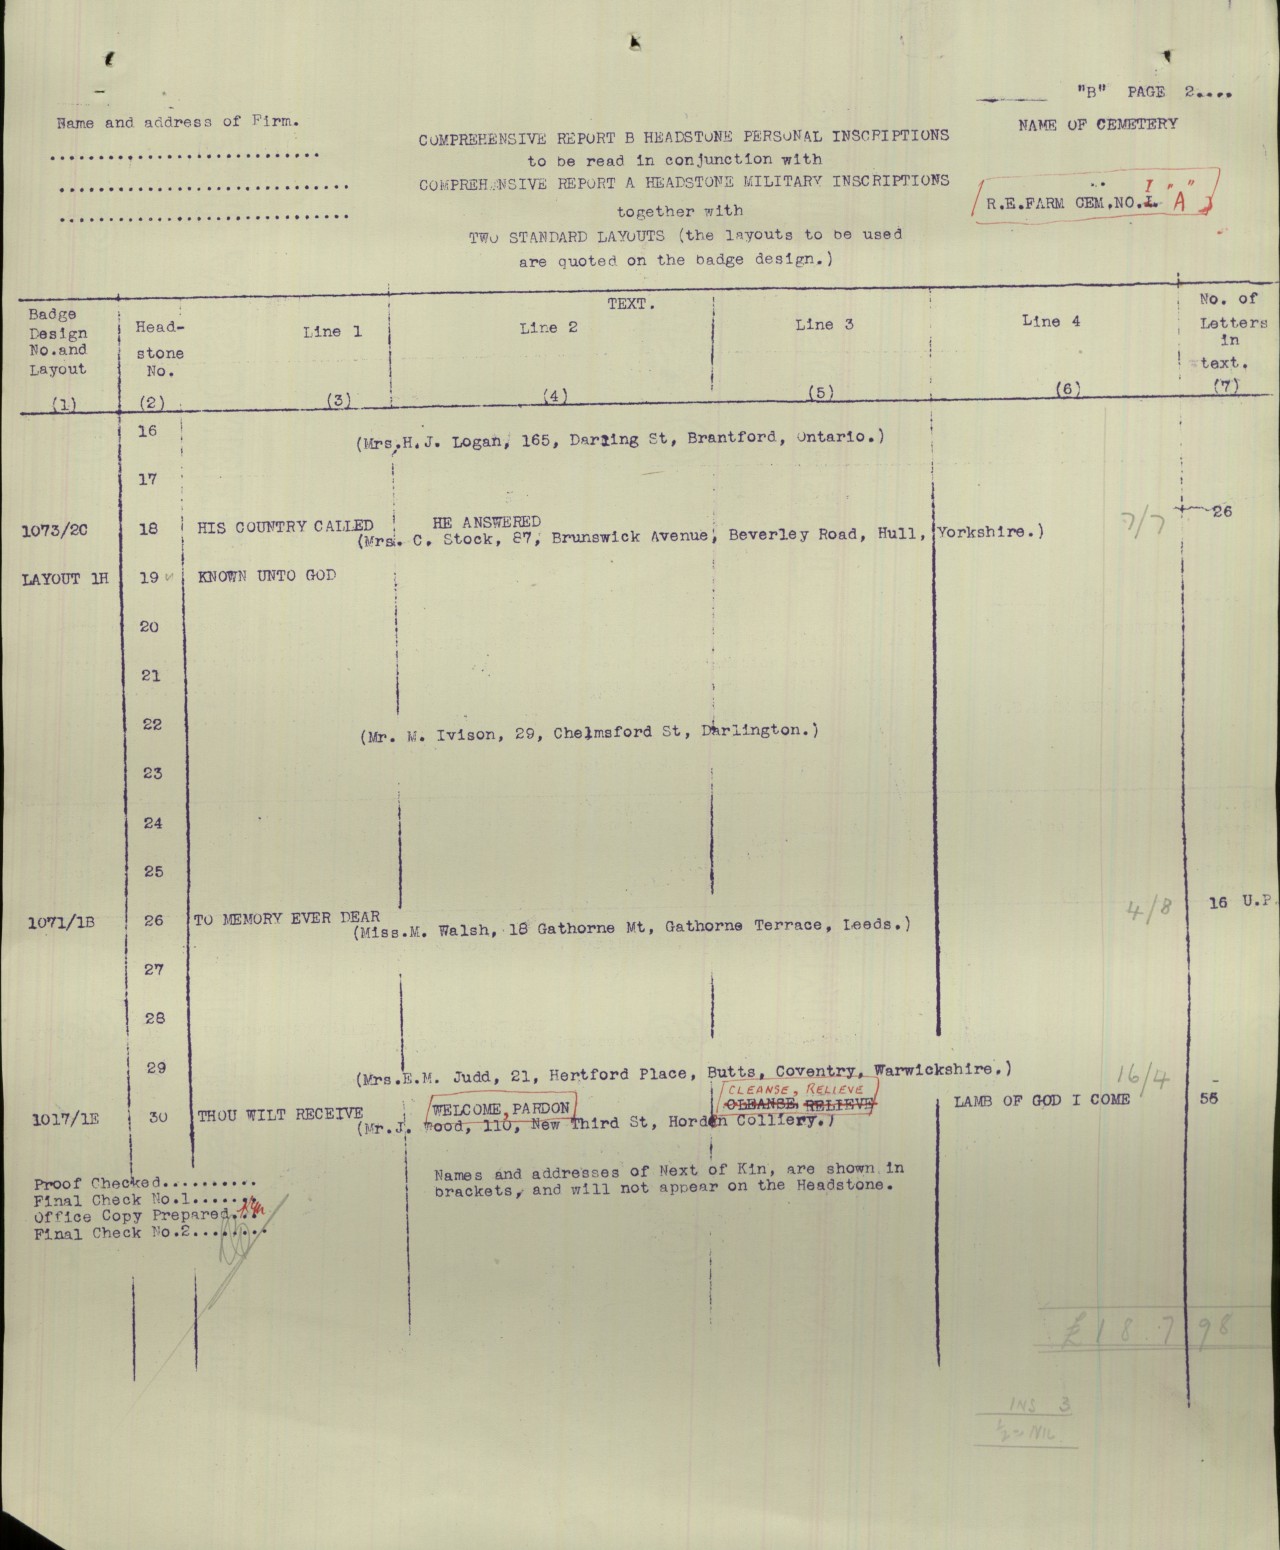 "B" PAGE 2....
Name and address of Firm.
NAME OF CEMETERY
COMPREHENSIVE REPORT B HEADSTONE PERSONAL INSCRIPTIONS
to be read in conjunction with
COMPREHENSIVE REPORT A HEADSTONE MILITARY INSCRIPTIONS
together with
TWO STANDARD LAYOUTS (the layouts to be used
are quoted on the badge design.)
R.E.FARM CEM.NO.I. "A"
Badge Design No.and Layout
Head-stone No.
TEXT.
Line 1 Line 2 Line 3 Line 4
No. of Letters in text.
(1) (2) (3) (4) (5) (6) (7)
16 (Mrs.H.J. Logan, 165, Darling St, Brantford, Ontario.)
17
1073/2C 18 HIS COUNTRY CALLED HE ANSWERED 7/7 26
(Mrs. C. Stock, 87, Brunswick Avenue, Beverley Road, Hull, Yorkshire.)
LAYOUT 1H 19 KNOWN UNTO GOD
20
21
22 (Mr. M. Ivison, 29, Chelmsford St, Darlington.)
23
24
25
1071/1B 26 TO MEMORY EVER DEAR 4/8 16 U.P.
(Miss.M. Walsh, 18 Gathorne Mt, Gathorne Terrace, Leeds.)
27
28
29 (Mrs.E.M. Judd, 21, Hertford Place, Butts, Coventry, Warwickshire.)
CLEANSE, RELIEVE 16/4
1017/1E 30 THOU WILT RECEIVE WELCOME, PARDON CLEANSE RELIEVE LAMB OF GOD I COME 55
(Mr.J. Wood, 110, New Third St, Horden Colliery.)
Names and addresses of Next of Kin, are shown in
brackets, and will not appear on the Headstone.
Proof Checked..........
Final Check No.1.......
Office Copy Prepared...
Final Check No.2........
£18.7 98
INS 3
½ = NIL